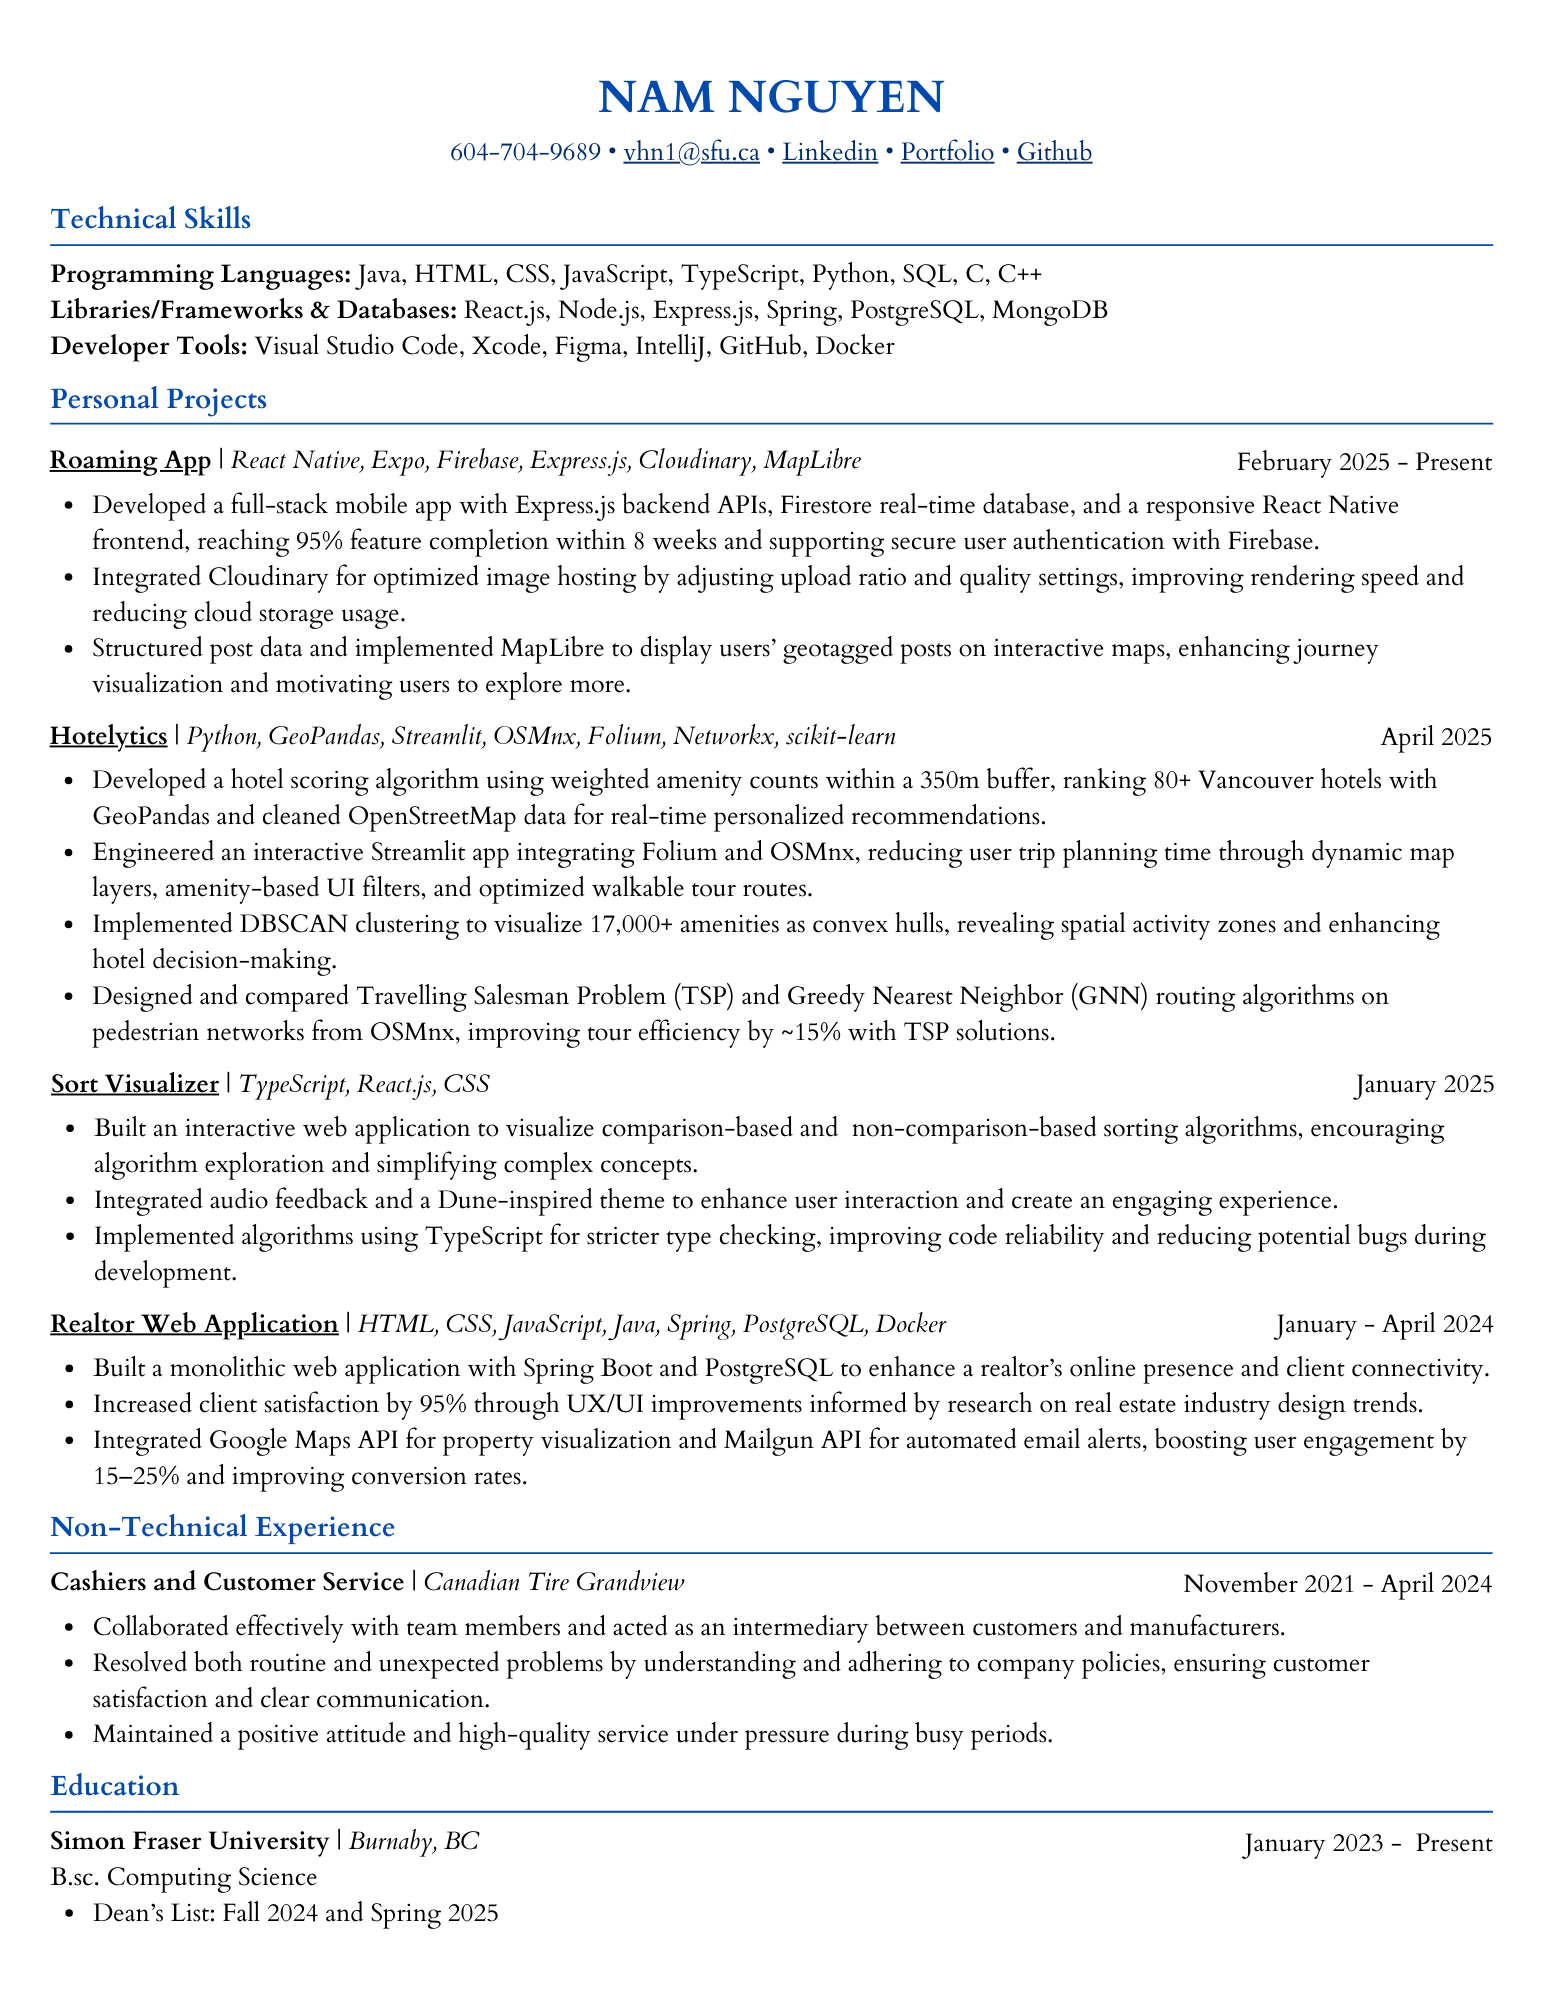 NAM NGUYEN
604-704-9689 • vhn1@sfu.ca • Linkedin • Portfolio • Github
Technical Skills
Programming Languages: Java, HTML, CSS, JavaScript, TypeScript, Python, SQL, C, C++
Libraries/Frameworks & Databases: React.js, Node.js, Express.js, Spring, PostgreSQL, MongoDB
Developer Tools: Visual Studio Code, Xcode, Figma, IntelliJ, GitHub, Docker
Personal Projects
Roaming App | React Native, Expo, Firebase, Express.js, Cloudinary, MapLibre February 2025 - Present
• Developed a full-stack mobile app with Express.js backend APIs, Firestore real-time database, and a responsive React Native
frontend, reaching 95% feature completion within 8 weeks and supporting secure user authentication with Firebase.
• Integrated Cloudinary for optimized image hosting by adjusting upload ratio and quality settings, improving rendering speed and
reducing cloud storage usage.
• Structured post data and implemented MapLibre to display users’ geotagged posts on interactive maps, enhancing journey
visualization and motivating users to explore more.
Hotelytics | Python, GeoPandas, Streamlit, OSMnx, Folium, Networkx, scikit-learn April 2025
• Developed a hotel scoring algorithm using weighted amenity counts within a 350m buffer, ranking 80+ Vancouver hotels with
GeoPandas and cleaned OpenStreetMap data for real-time personalized recommendations.
• Engineered an interactive Streamlit app integrating Folium and OSMnx, reducing user trip planning time through dynamic map
layers, amenity-based UI filters, and optimized walkable tour routes.
• Implemented DBSCAN clustering to visualize 17,000+ amenities as convex hulls, revealing spatial activity zones and enhancing
hotel decision-making.
• Designed and compared Travelling Salesman Problem (TSP) and Greedy Nearest Neighbor (GNN) routing algorithms on
pedestrian networks from OSMnx, improving tour efficiency by ~15% with TSP solutions.
Sort Visualizer | TypeScript, React.js, CSS January 2025
• Built an interactive web application to visualize comparison-based and non-comparison-based sorting algorithms, encouraging
algorithm exploration and simplifying complex concepts.
• Integrated audio feedback and a Dune-inspired theme to enhance user interaction and create an engaging experience.
• Implemented algorithms using TypeScript for stricter type checking, improving code reliability and reducing potential bugs during
development.
Realtor Web Application | HTML, CSS, JavaScript, Java, Spring, PostgreSQL, Docker January - April 2024
• Built a monolithic web application with Spring Boot and PostgreSQL to enhance a realtor’s online presence and client connectivity.
• Increased client satisfaction by 95% through UX/UI improvements informed by research on real estate industry design trends.
• Integrated Google Maps API for property visualization and Mailgun API for automated email alerts, boosting user engagement by
15–25% and improving conversion rates.
Non-Technical Experience
Cashiers and Customer Service | Canadian Tire Grandview November 2021 - April 2024
• Collaborated effectively with team members and acted as an intermediary between customers and manufacturers.
• Resolved both routine and unexpected problems by understanding and adhering to company policies, ensuring customer
satisfaction and clear communication.
• Maintained a positive attitude and high-quality service under pressure during busy periods.
Education
Simon Fraser University | Burnaby, BC January 2023 - Present
B.sc. Computing Science
• Dean’s List: Fall 2024 and Spring 2025